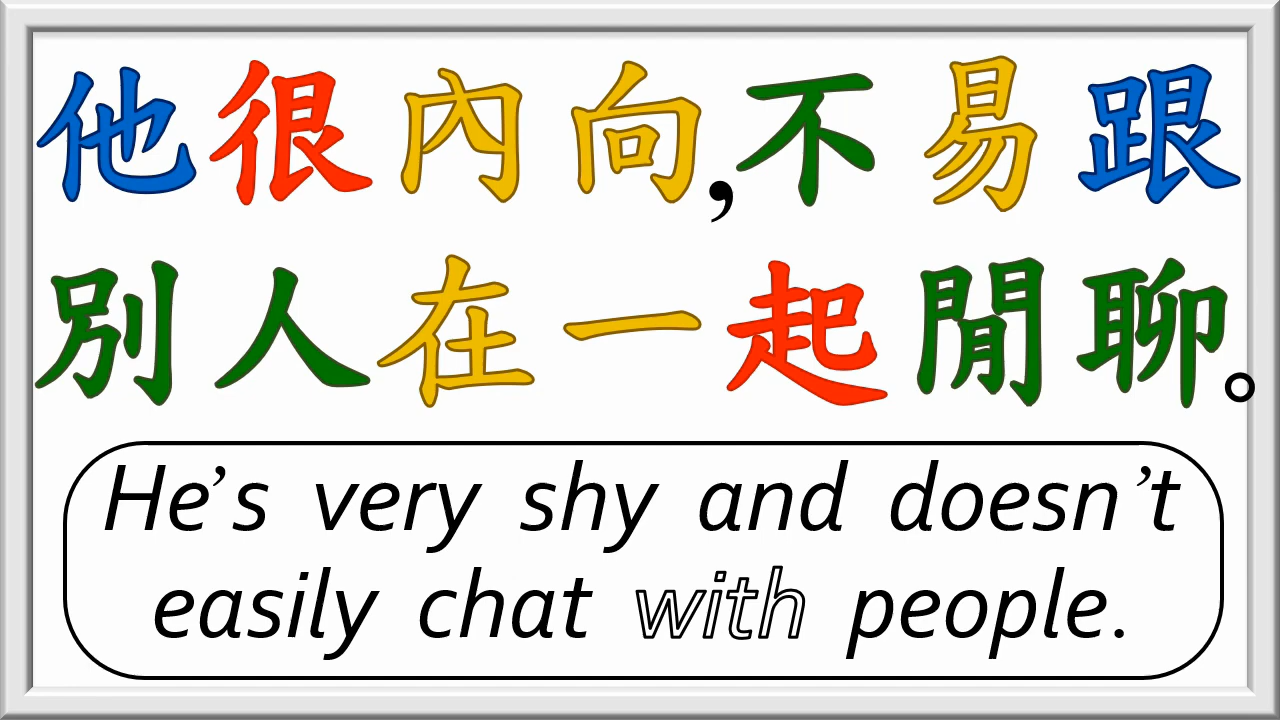 他很內向,不易跟
別人在一起閒聊。
He’s very shy and doesn’t
easily chat with people.